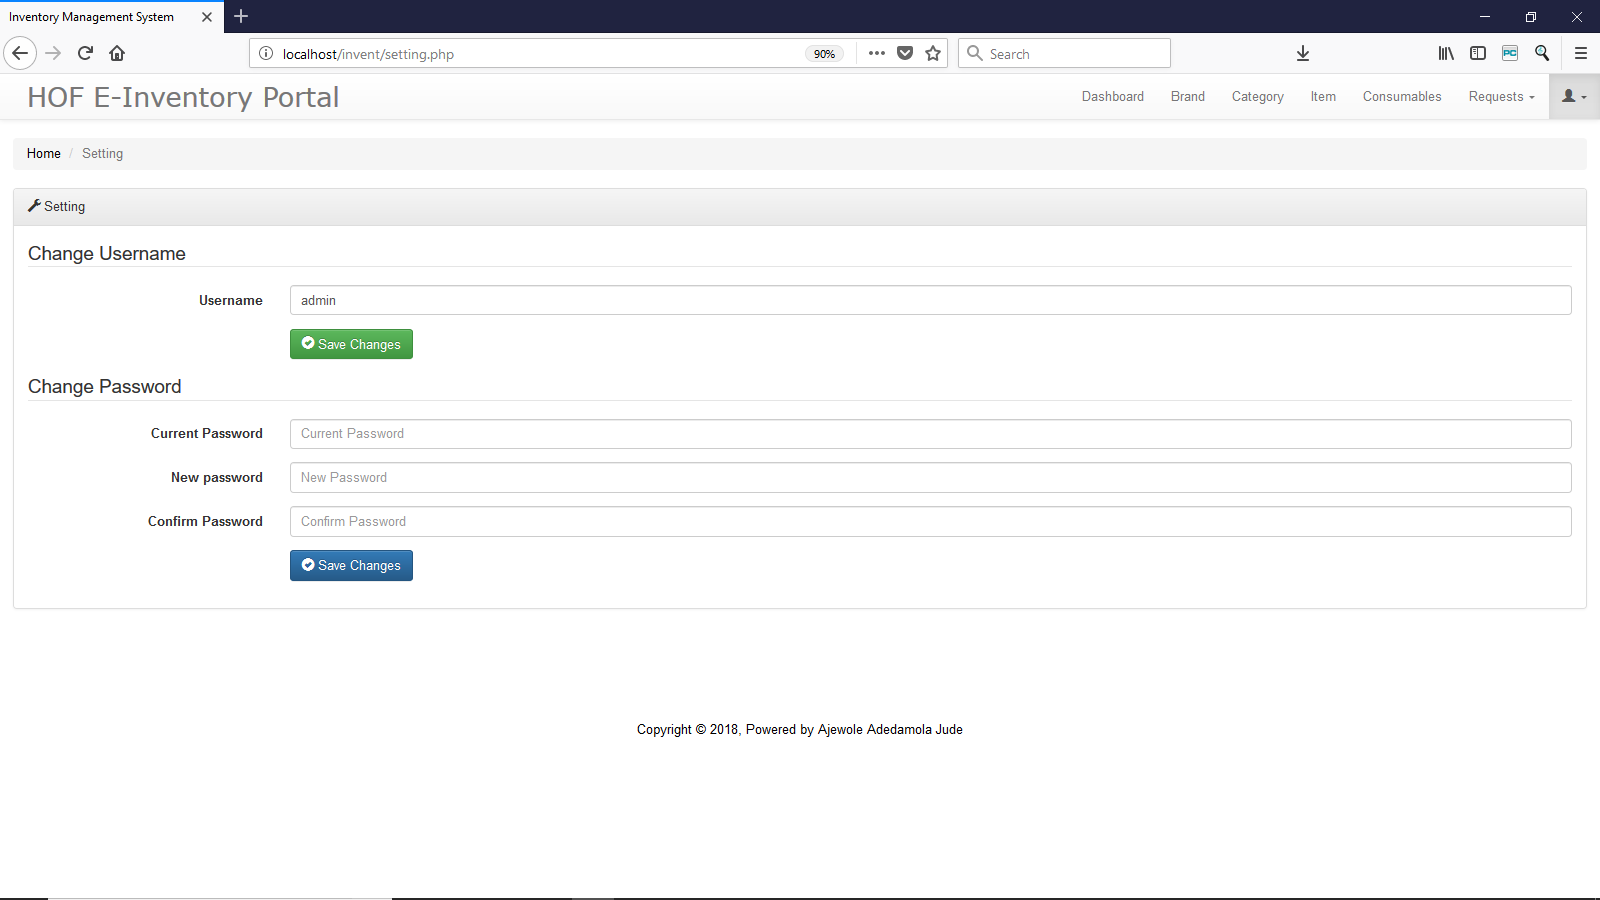 Inventory Management System
localhost/invent/setting.php
90%
Search
PC
HOF E-Inventory Portal
Dashboard
Brand
Category
Item
Consumables
Requests
Home / Setting
Setting
Change Username
Username
admin
Save Changes
Change Password
Current Password
Current Password
New password
New Password
Confirm Password
Confirm Password
Save Changes
Copyright © 2018, Powered by Ajewole Adedamola Jude